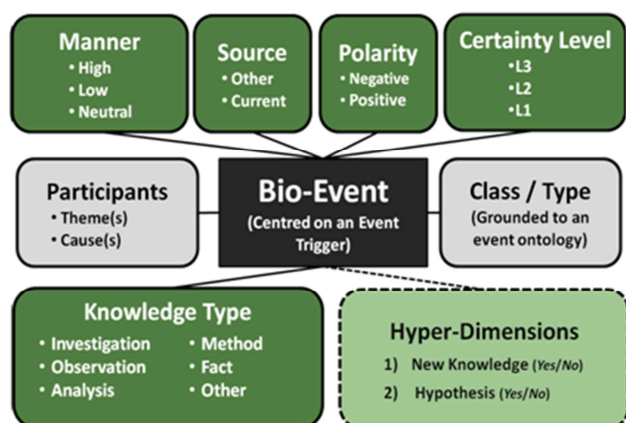 Manner
• High
• Low
• Neutral
Source
• Other
• Current
Polarity
• Negative
• Positive
Certainty Level
• L3
• L2
• L1
Participants
• Theme(s)
• Cause(s)
Bio-Event
(Centred on an Event
Trigger)
Class / Type
(Grounded to an
event ontology)
Knowledge Type
• Investigation
• Observation
• Analysis
• Method
• Fact
• Other
Hyper-Dimensions
1) New Knowledge (Yes/No)
2) Hypothesis (Yes/No)